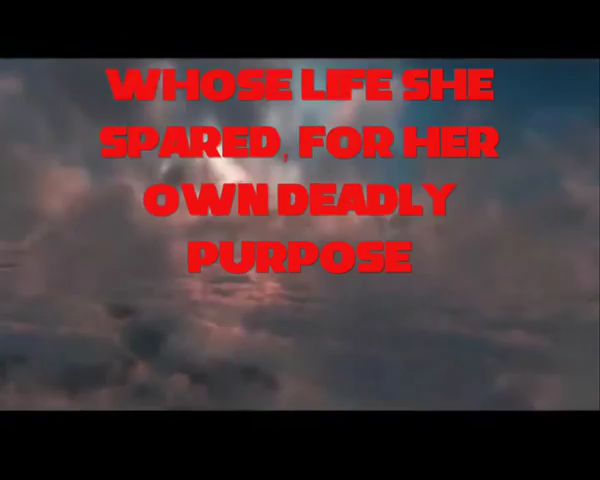 WHOSE LIFE SHE
SPARED, FOR HER
OWN DEADLY
PURPOSE